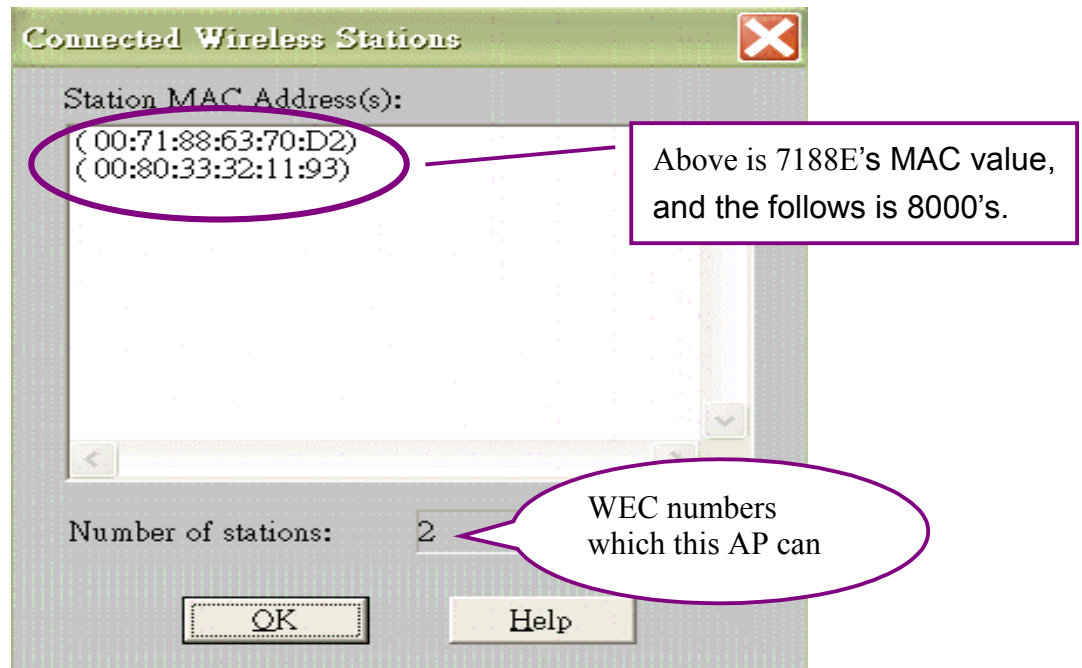 Connected Wireless Stations
Station MAC Address(s):
( 00:71:88:63:70:D2)
( 00:80:33:32:11:93)
Above is 7188E's MAC value,
and the follows is 8000's.
Number of stations:
2
WEC numbers
which this AP can
OK
Help